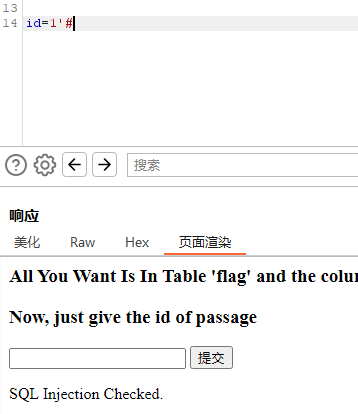 13
14 id=1'#
搜索
响应
美化 Raw Hex 页面渲染
All You Want Is In Table 'flag' and the
Now, just give the id of passage
提交
SQL Injection Checked.